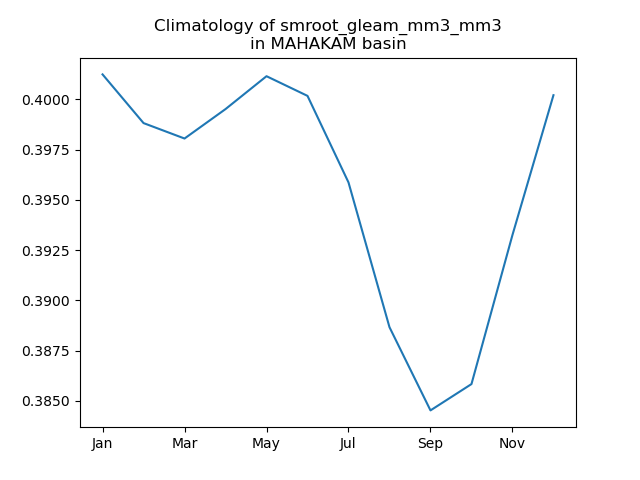 Climatology of smroot_gleam_mm3_mm3
in MAHAKAM basin
0.4000
0.3975
0.3950
0.3925
0.3900
0.3875
0.3850
Jan
Mar
May
Jul
Sep
Nov